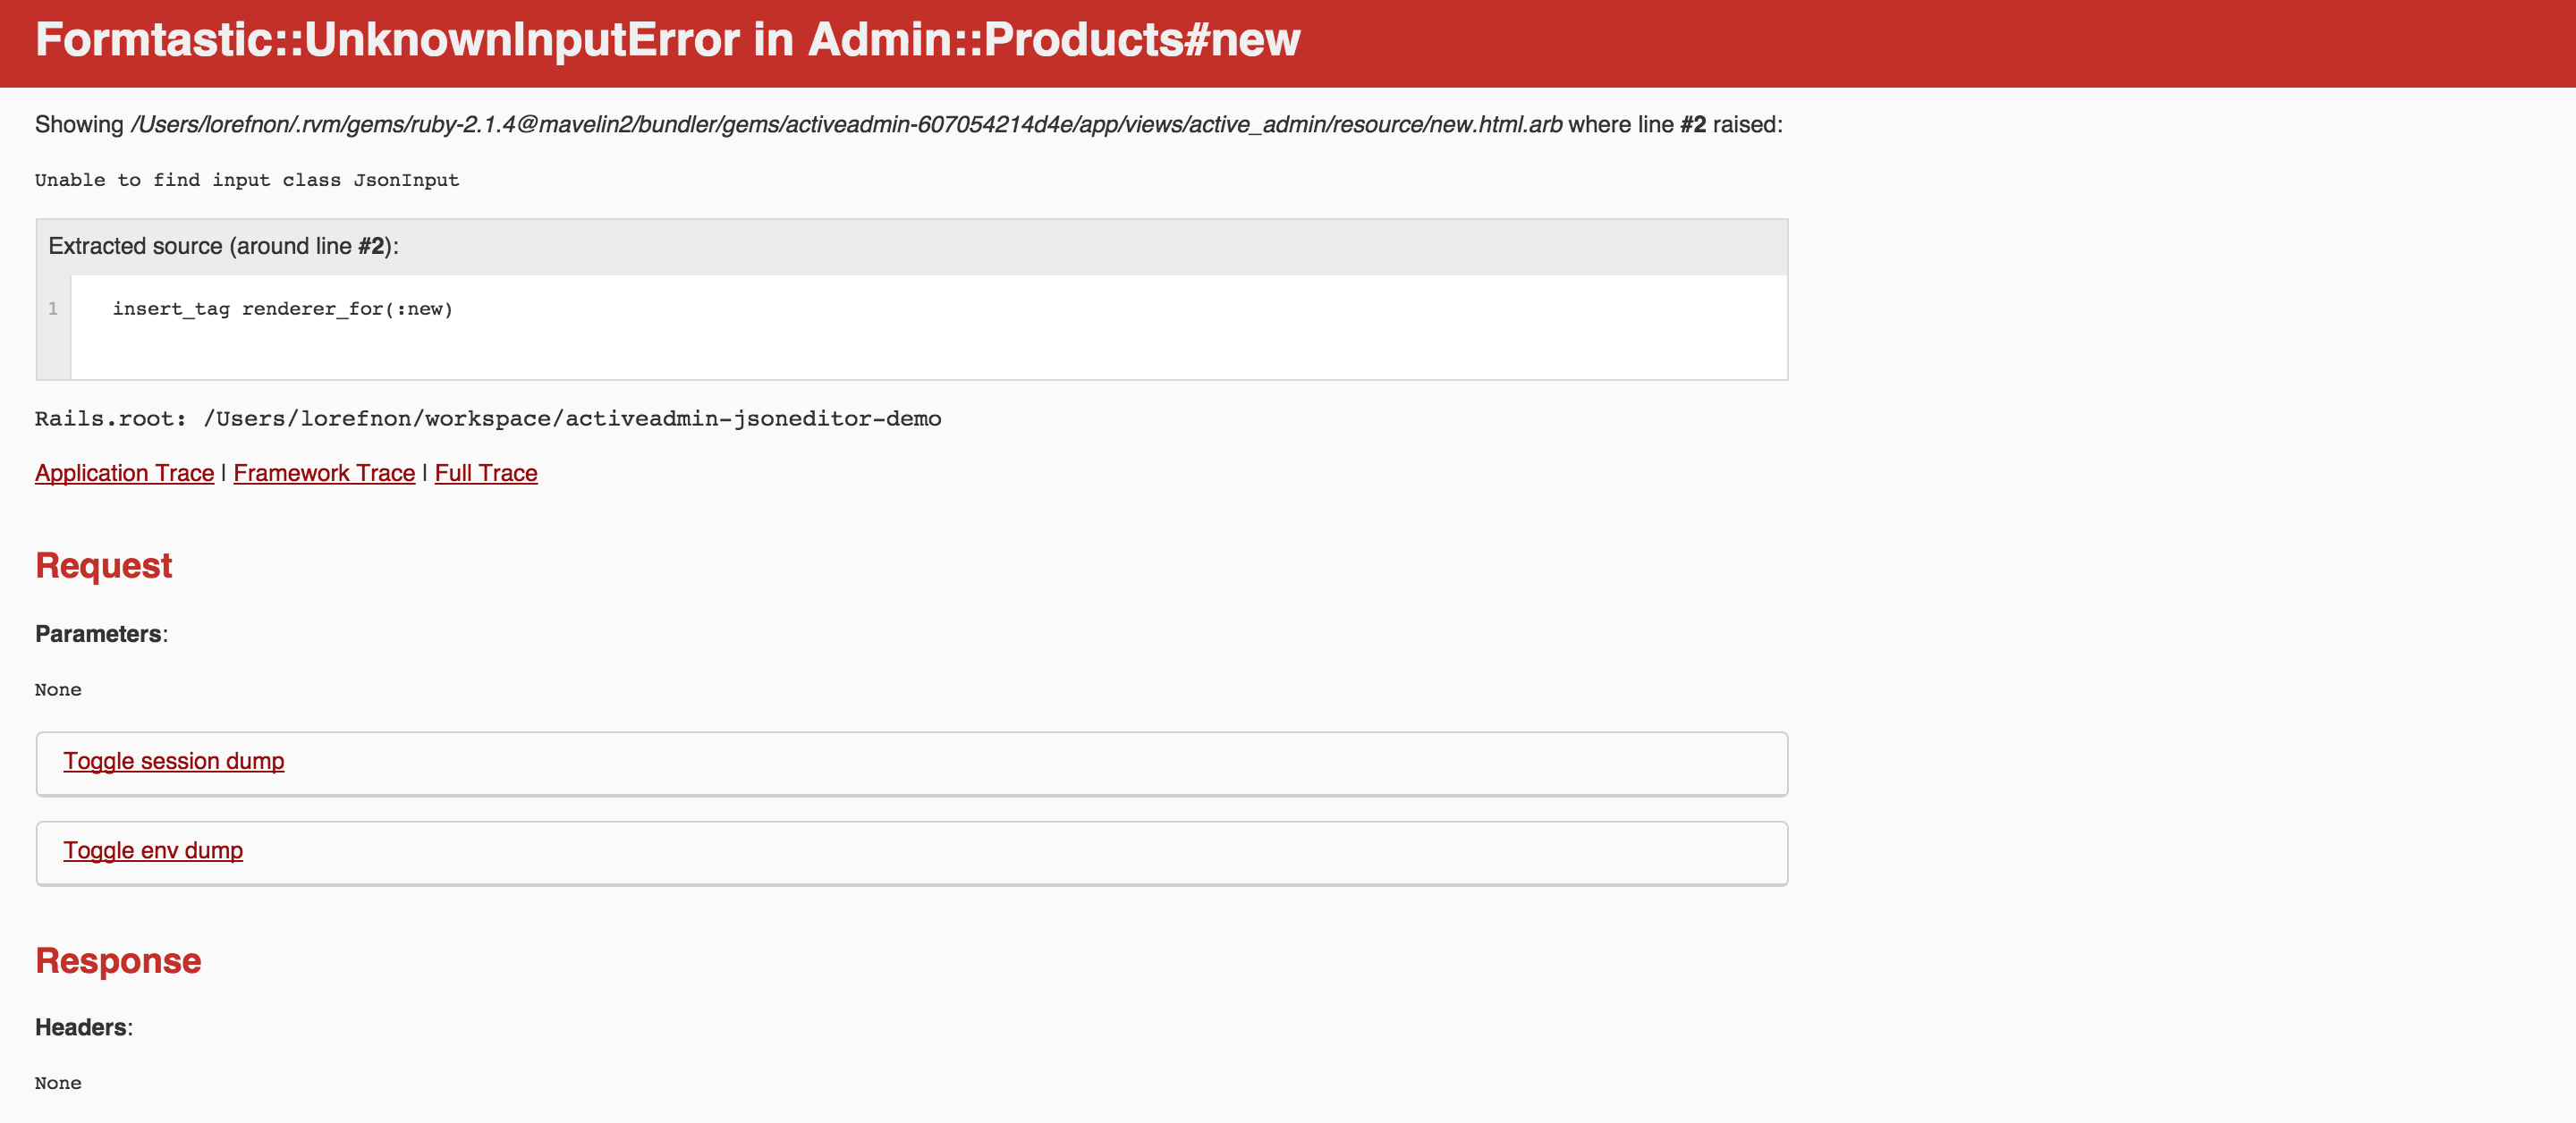 Formtastic::UnknownInputError in Admin::Products#new
Showing /Users/lorefnon/.rvm/gems/ruby-2.1.4@mavelin2/bundler/gems/activeadmin-607054214d4e/app/views/active_admin/resource/new.html.arb where line #2 raised:
Unable to find input class JsonInput
Extracted source (around line #2):
1 insert_tag renderer_for(:new)
Rails.root: /Users/lorefnon/workspace/activeadmin-jsoneditor-demo
Application Trace | Framework Trace | Full Trace
Request
Parameters:
None
Toggle session dump
Toggle env dump
Response
Headers:
None